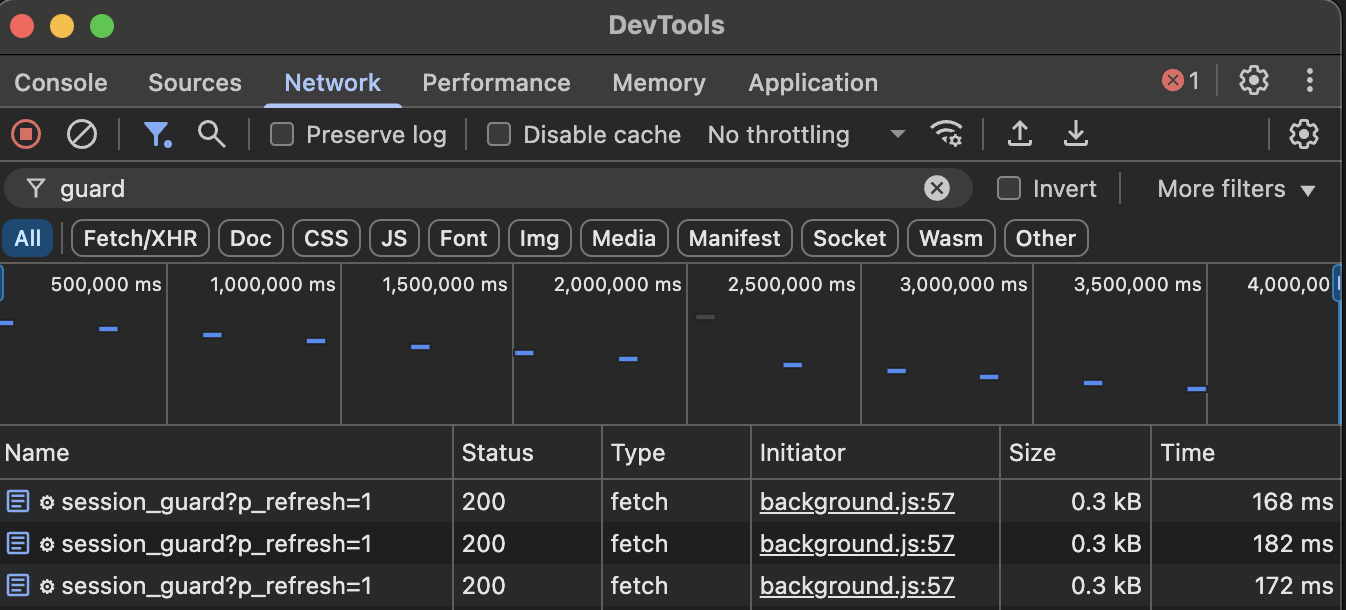 DevTools
Console Sources Network Performance Memory Application 1
Preserve log Disable cache No throttling
guard Invert More filters
All Fetch/XHR Doc CSS JS Font Img Media Manifest Socket Wasm Other
500,000 ms 1,000,000 ms 1,500,000 ms 2,000,000 ms 2,500,000 ms 3,000,000 ms 3,500,000 ms 4,000,00
Name Status Type Initiator Size Time
session_guard?p_refresh=1 200 fetch background.js:57 0.3 kB 168 ms
session_guard?p_refresh=1 200 fetch background.js:57 0.3 kB 182 ms
session_guard?p_refresh=1 200 fetch background.js:57 0.3 kB 172 ms